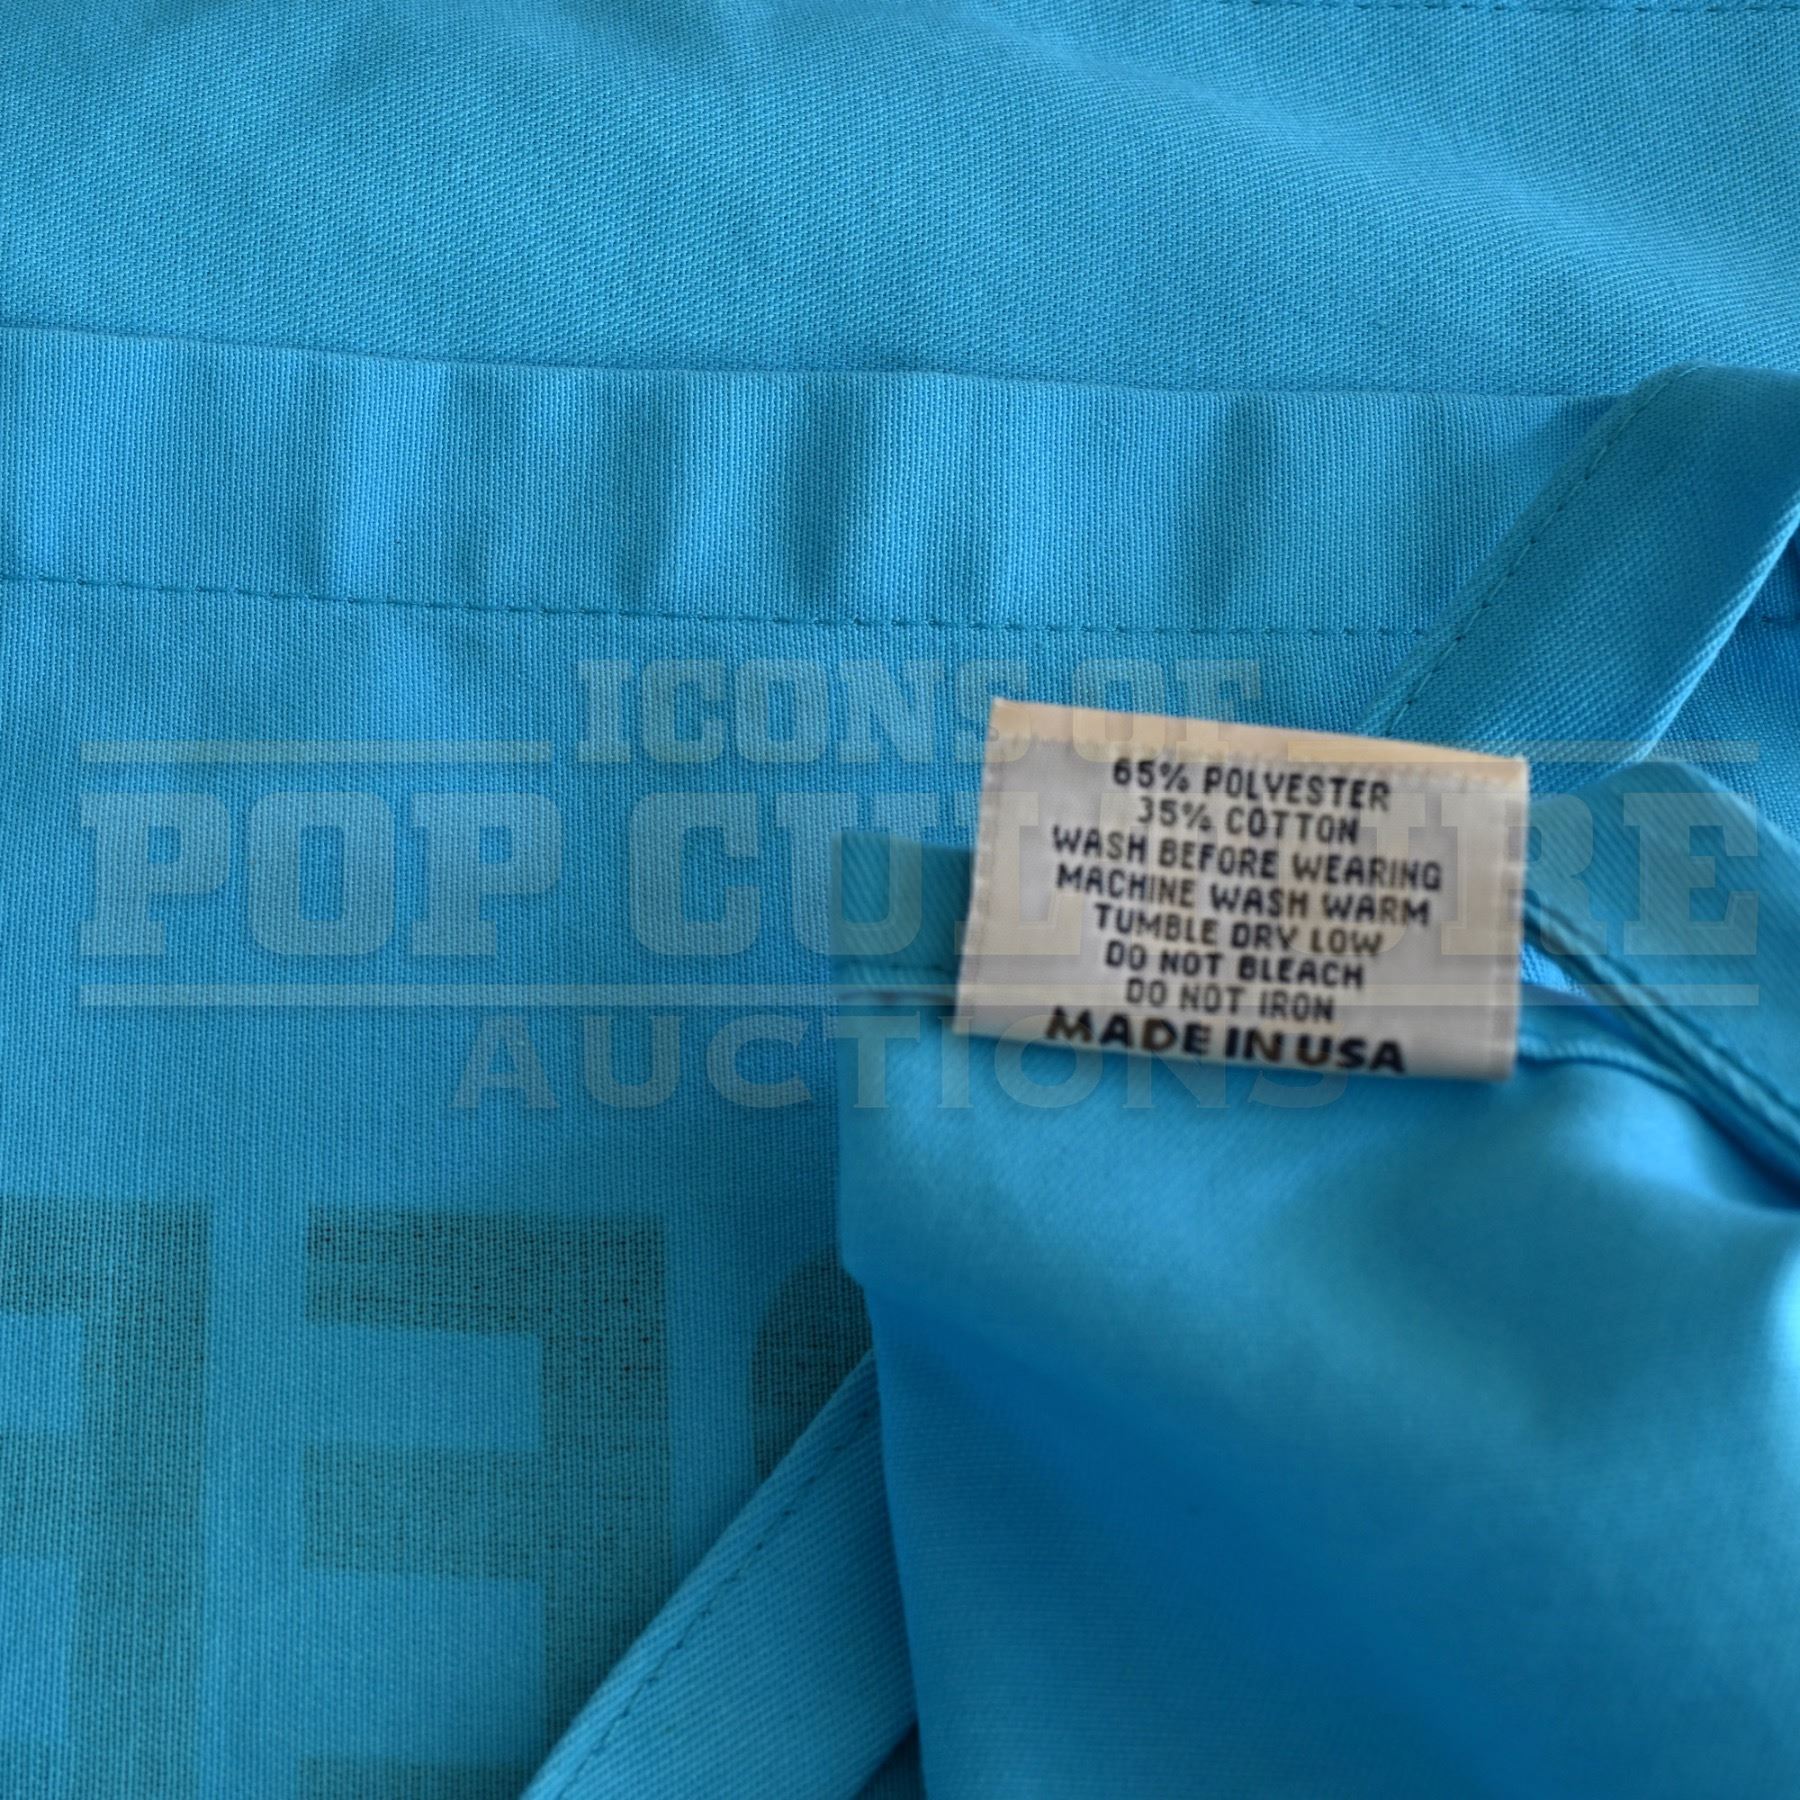 ICONS OF
POP CULTURE
AUCTIONS
65% POLYESTER
35% COTTON
WASH BEFORE WEARING
MACHINE WASH WARM
TUMBLE DRY LOW
DO NOT BLEACH
DO NOT IRON
MADE IN USA